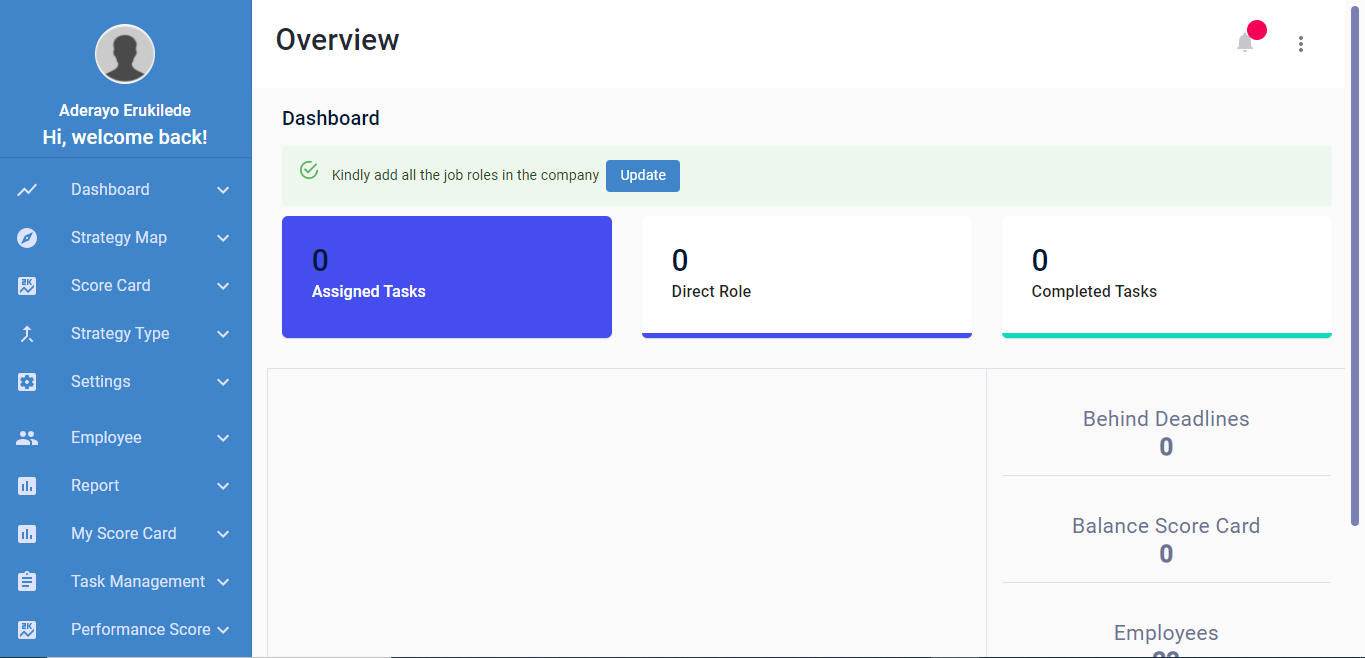 Aderayo Erukilede
Hi, welcome back!
Dashboard
Strategy Map
Score Card
Strategy Type
Settings
Employee
Report
My Score Card
Task Management
Performance Score
Overview
Dashboard
Kindly add all the job roles in the company Update
0
Assigned Tasks
0
Direct Role
0
Completed Tasks
Behind Deadlines
0
Balance Score Card
0
Employees